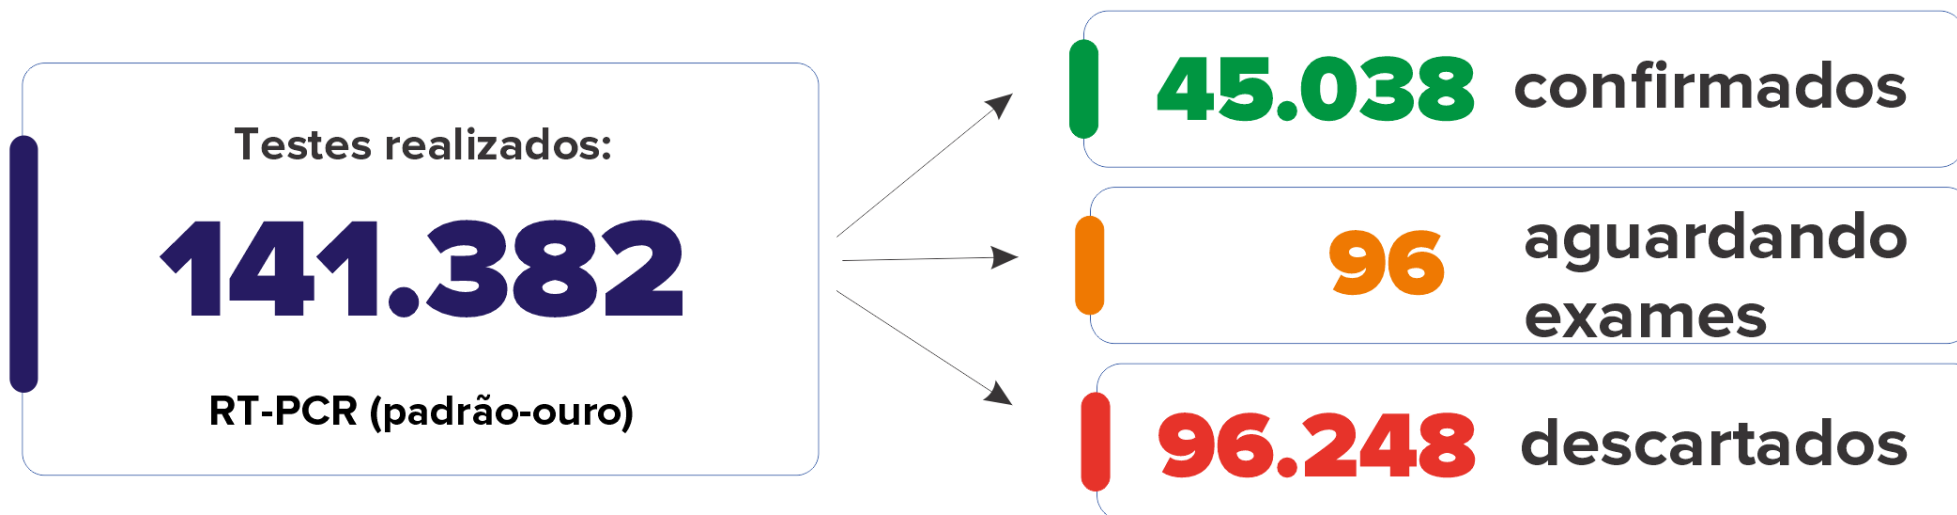 Testes realizados:
141.382
RT-PCR (padrão-ouro)
45.038 confirmados
96 aguardando
exames
96.248 descartados